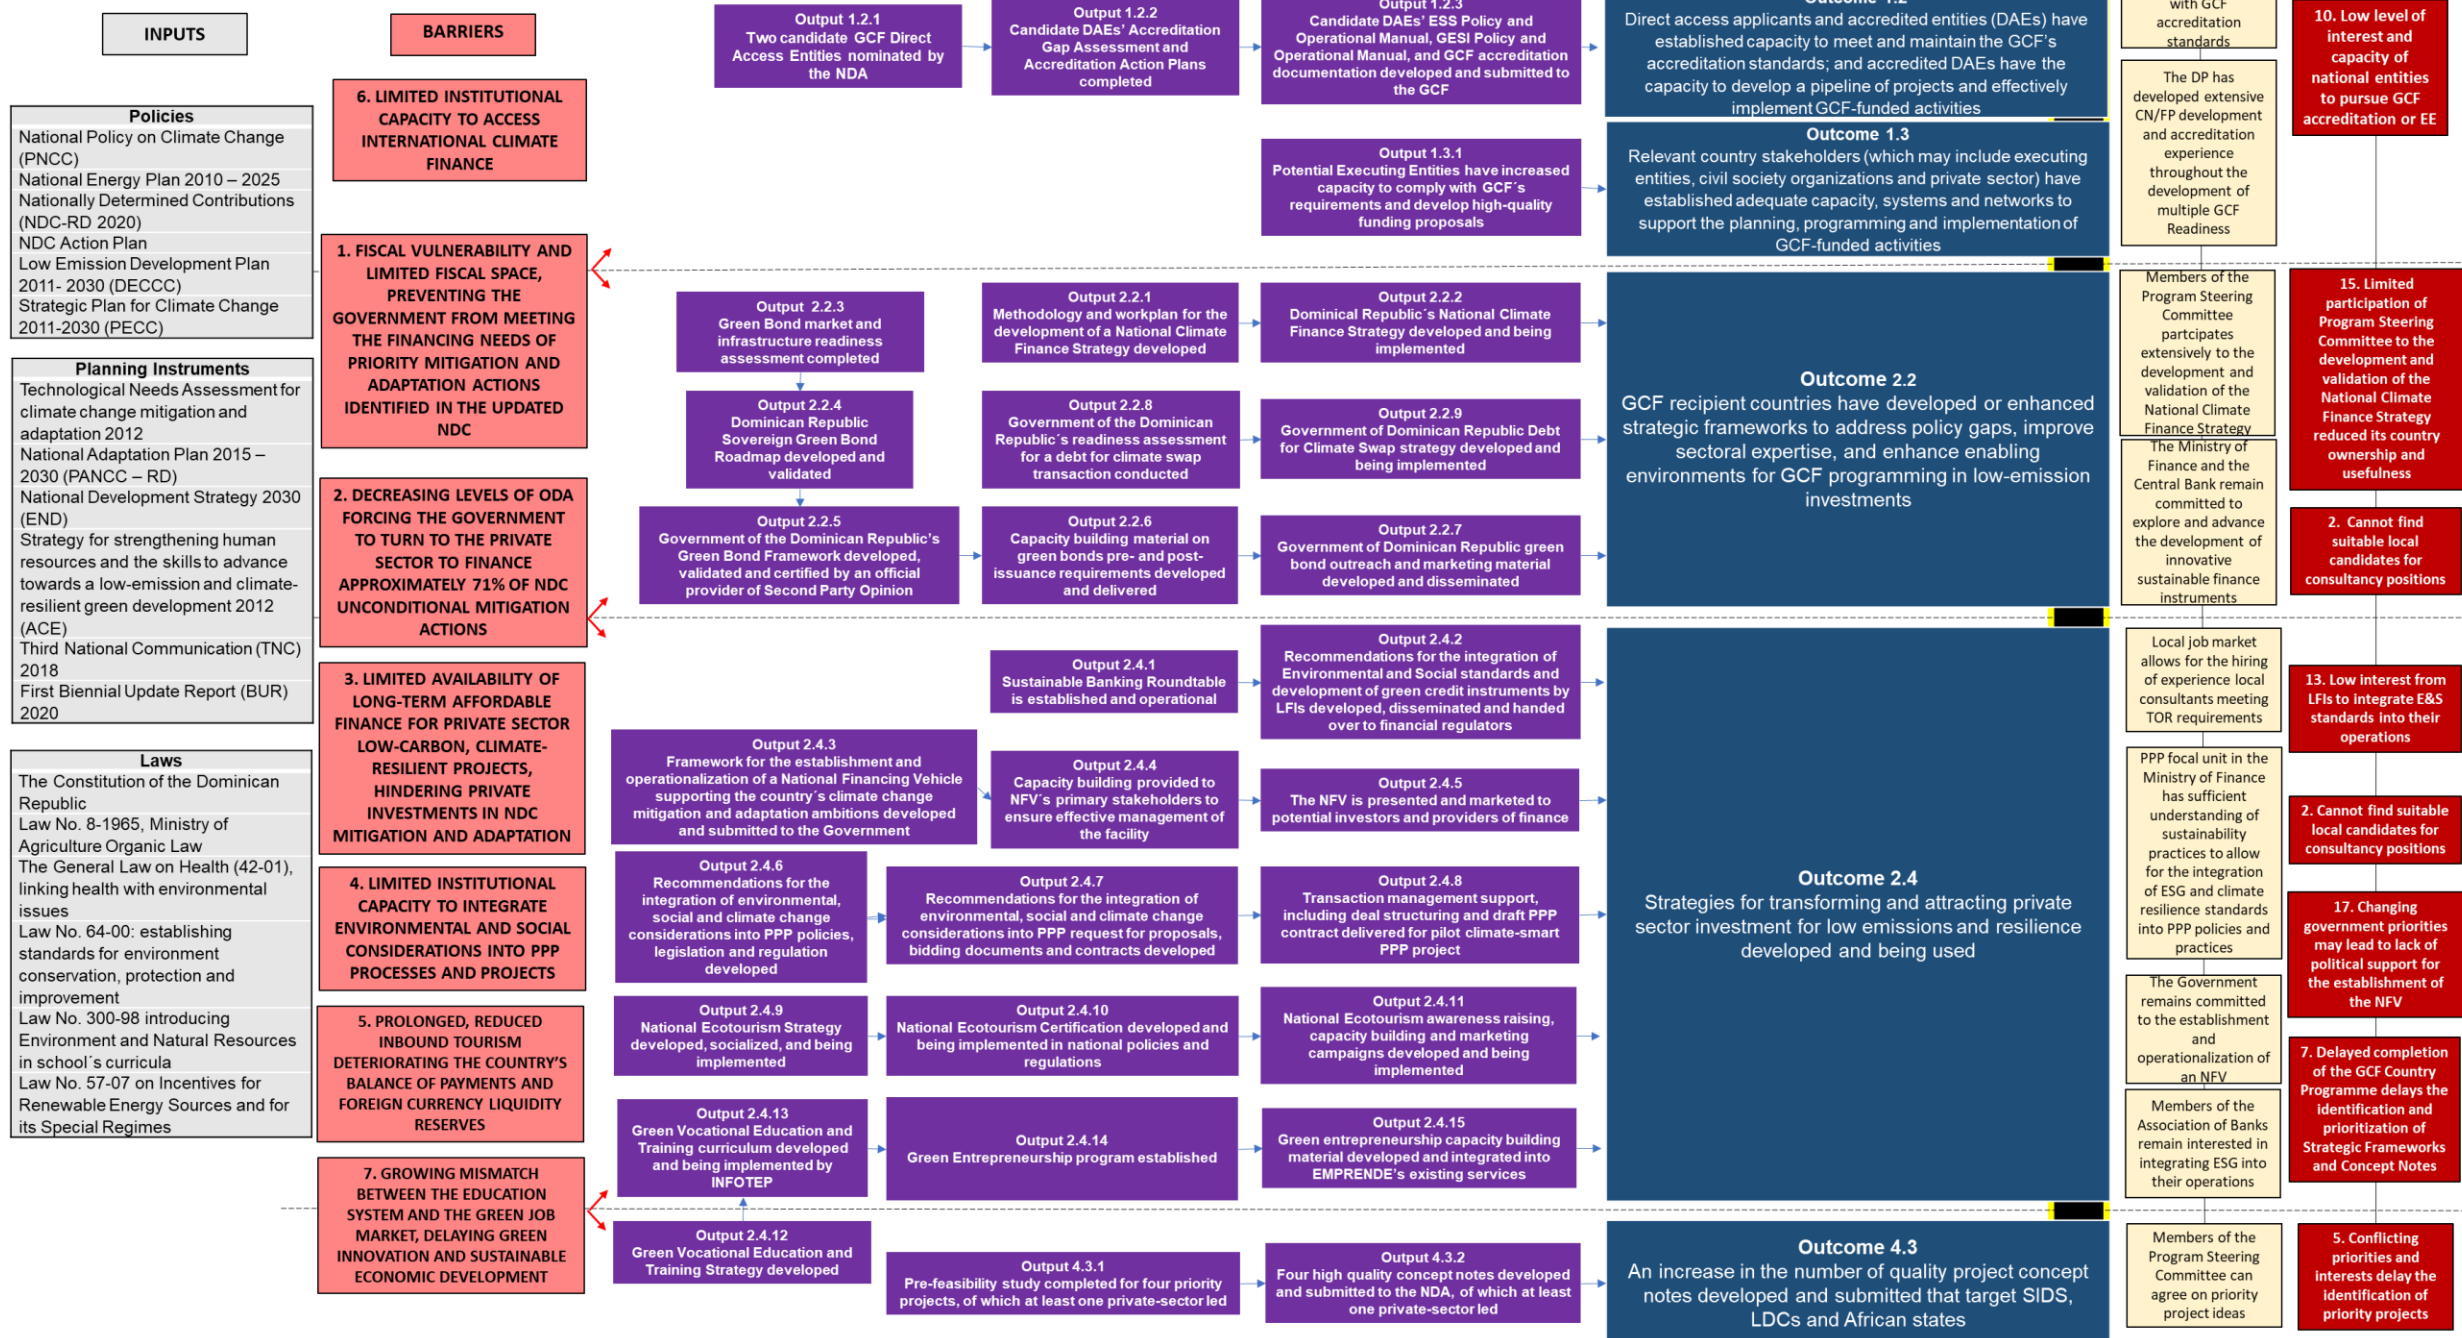 INPUTS
Policies
National Policy on Climate Change
(PNCC)
National Energy Plan 2010 – 2025
Nationally Determined Contributions
(NDC-RD 2020)
NDC Action Plan
Low Emission Development Plan
2011- 2030 (DECCC)
Strategic Plan for Climate Change
2011-2030 (PECC)
Planning Instruments
Technological Needs Assessment for
climate change mitigation and
adaptation 2012
National Adaptation Plan 2015 –
2030 (PANCC – RD)
National Development Strategy 2030
(END)
Strategy for strengthening human
resources and the skills to advance
towards a low-emission and climate-
resilient green development 2012
(ACE)
Third National Communication (TNC)
2018
First Biennial Update Report (BUR)
2020
Laws
The Constitution of the Dominican
Republic
Law No. 8-1965, Ministry of
Agriculture Organic Law
The General Law on Health (42-01),
linking health with environmental
issues
Law No. 64-00: establishing
standards for environment
conservation, protection and
improvement
Law No. 300-98 introducing
Environment and Natural Resources
in school´s curricula
Law No. 57-07 on Incentives for
Renewable Energy Sources and for
its Special Regimes
BARRIERS
6. LIMITED INSTITUTIONAL
CAPACITY TO ACCESS
INTERNATIONAL CLIMATE
FINANCE
1. FISCAL VULNERABILITY AND
LIMITED FISCAL SPACE,
PREVENTING THE
GOVERNMENT FROM MEETING
THE FINANCING NEEDS OF
PRIORITY MITIGATION AND
ADAPTATION ACTIONS
IDENTIFIED IN THE UPDATED
NDC
2. DECREASING LEVELS OF ODA
FORCING THE GOVERNMENT
TO TURN TO THE PRIVATE
SECTOR TO FINANCE
APPROXIMATELY 71% OF NDC
UNCONDITIONAL MITIGATION
ACTIONS
3. LIMITED AVAILABILITY OF
LONG-TERM AFFORDABLE
FINANCE FOR PRIVATE SECTOR
LOW-CARBON, CLIMATE-
RESILIENT PROJECTS,
HINDERING PRIVATE
INVESTMENTS IN NDC
MITIGATION AND ADAPTATION
4. LIMITED INSTITUTIONAL
CAPACITY TO INTEGRATE
ENVIRONMENTAL AND SOCIAL
CONSIDERATIONS INTO PPP
PROCESSES AND PROJECTS
5. PROLONGED, REDUCED
INBOUND TOURISM
DETERIORATING THE COUNTRY'S
BALANCE OF PAYMENTS AND
FOREIGN CURRENCY LIQUIDITY
RESERVES
7. GROWING MISMATCH
BETWEEN THE EDUCATION
SYSTEM AND THE GREEN JOB
MARKET, DELAYING GREEN
INNOVATION AND SUSTAINABLE
ECONOMIC DEVELOPMENT
Output 1.2.1
Two candidate GCF Direct
Access Entities nominated by
the NDA
Output 1.2.2
Candidate DAEs' Accreditation
Gap Assessment and
Accreditation Action Plans
completed
Output 1.2.3
Candidate DAEs' ESS Policy and
Operational Manual, GESI Policy and
Operational Manual, and GCF accreditation
documentation developed and submitted to
the GCF
Outcome 1.2
Direct access applicants and accredited entities (DAEs) have
established capacity to meet and maintain the GCF's
accreditation standards; and accredited DAEs have the
capacity to develop a pipeline of projects and effectively
implement GCF-funded activities
Output 1.3.1
Potential Executing Entities have increased
capacity to comply with GCF´s
requirements and develop high-quality
funding proposals
Outcome 1.3
Relevant country stakeholders (which may include executing
entities, civil society organizations and private sector) have
established adequate capacity, systems and networks to
support the planning, programming and implementation of
GCF-funded activities
Output 2.2.3
Green Bond market and
infrastructure readiness
assessment completed
Output 2.2.1
Methodology and workplan for the
development of a National Climate
Finance Strategy developed
Output 2.2.2
Dominical Republic´s National Climate
Finance Strategy developed and being
implemented
Output 2.2.4
Dominican Republic
Sovereign Green Bond
Roadmap developed and
validated
Output 2.2.8
Government of the Dominican
Republic´s readiness assessment
for a debt for climate swap
transaction conducted
Output 2.2.9
Government of Dominican Republic Debt
for Climate Swap strategy developed and
being implemented
Output 2.2.5
Government of the Dominican Republic's
Green Bond Framework developed,
validated and certified by an official
provider of Second Party Opinion
Output 2.2.6
Capacity building material on
green bonds pre- and post-
issuance requirements developed
and delivered
Output 2.2.7
Government of Dominican Republic green
bond outreach and marketing material
developed and disseminated
Outcome 2.2
GCF recipient countries have developed or enhanced
strategic frameworks to address policy gaps, improve
sectoral expertise, and enhance enabling
environments for GCF programming in low-emission
investments
Output 2.4.1
Sustainable Banking Roundtable
is established and operational
Output 2.4.2
Recommendations for the integration of
Environmental and Social standards and
development of green credit instruments by
LFIs developed, disseminated and handed
over to financial regulators
Output 2.4.3
Framework for the establishment and
operationalization of a National Financing Vehicle
supporting the country´s climate change
mitigation and adaptation ambitions developed
and submitted to the Government
Output 2.4.4
Capacity building provided to
NFV´s primary stakeholders to
ensure effective management of
the facility
Output 2.4.5
The NFV is presented and marketed to
potential investors and providers of finance
Output 2.4.6
Recommendations for the
integration of environmental,
social and climate change
considerations into PPP policies,
legislation and regulation
developed
Output 2.4.7
Recommendations for the integration of
environmental, social and climate change
considerations into PPP request for proposals,
bidding documents and contracts developed
Output 2.4.8
Transaction management support,
including deal structuring and draft PPP
contract delivered for pilot climate-smart
PPP project
Output 2.4.9
National Ecotourism Strategy
developed, socialized, and being
implemented
Output 2.4.10
National Ecotourism Certification developed and
being implemented in national policies and
regulations
Output 2.4.11
National Ecotourism awareness raising,
capacity building and marketing
campaigns developed and being
implemented
Output 2.4.13
Green Vocational Education and
Training curriculum developed
and being implemented by
INFOTEP
Output 2.4.14
Green Entrepreneurship program established
Output 2.4.15
Green entrepreneurship capacity building
material developed and integrated into
EMPRENDE's existing services
Outcome 2.4
Strategies for transforming and attracting private
sector investment for low emissions and resilience
developed and being used
Output 2.4.12
Green Vocational Education and
Training Strategy developed
Output 4.3.1
Pre-feasibility study completed for four priority
projects, of which at least one private-sector led
Output 4.3.2
Four high quality concept notes developed
and submitted to the NDA, of which at least
one private-sector led
Outcome 4.3
An increase in the number of quality project concept
notes developed and submitted that target SIDS,
LDCs and African states
with GCF
accreditation
standards
The DP has
developed extensive
CN/FP development
and accreditation
experience
throughout the
development of
multiple GCF
Readiness
Members of the
Program Steering
Committee
partcipates
extensively to the
development and
validation of the
National Climate
Finance Strategy
The Ministry of
Finance and the
Central Bank remain
committed to
explore and advance
the development of
innovative
sustainable finance
instruments
Local job market
allows for the hiring
of experience local
consultants meeting
TOR requirements
PPP focal unit in the
Ministry of Finance
has sufficient
understanding of
sustainability
practices to allow
for the integration
of ESG and climate
resilience standards
into PPP policies and
practices
The Government
remains committed
to the establishment
and
operationalization of
an NFV
Members of the
Association of Banks
remain interested in
integrating ESG into
their operations
Members of the
Program Steering
Committee can
agree on priority
project ideas
10. Low level of
interest and
capacity of
national entities
to pursue GCF
accreditation or EE
15. Limited
participation of
Program Steering
Committee to the
development and
validation of the
National Climate
Finance Strategy
reduced its country
ownership and
usefulness
2. Cannot find
suitable local
candidates for
consultancy positions
13. Low interest from
LFIs to integrate E&S
standards into their
operations
2. Cannot find suitable
local candidates for
consultancy positions
17. Changing
government priorities
may lead to lack of
political support for
the establishment of
the NFV
7. Delayed completion
of the GCF Country
Programme delays the
identification and
prioritization of
Strategic Frameworks
and Concept Notes
5. Conflicting
priorities and
interests delay the
identification of
priority projects